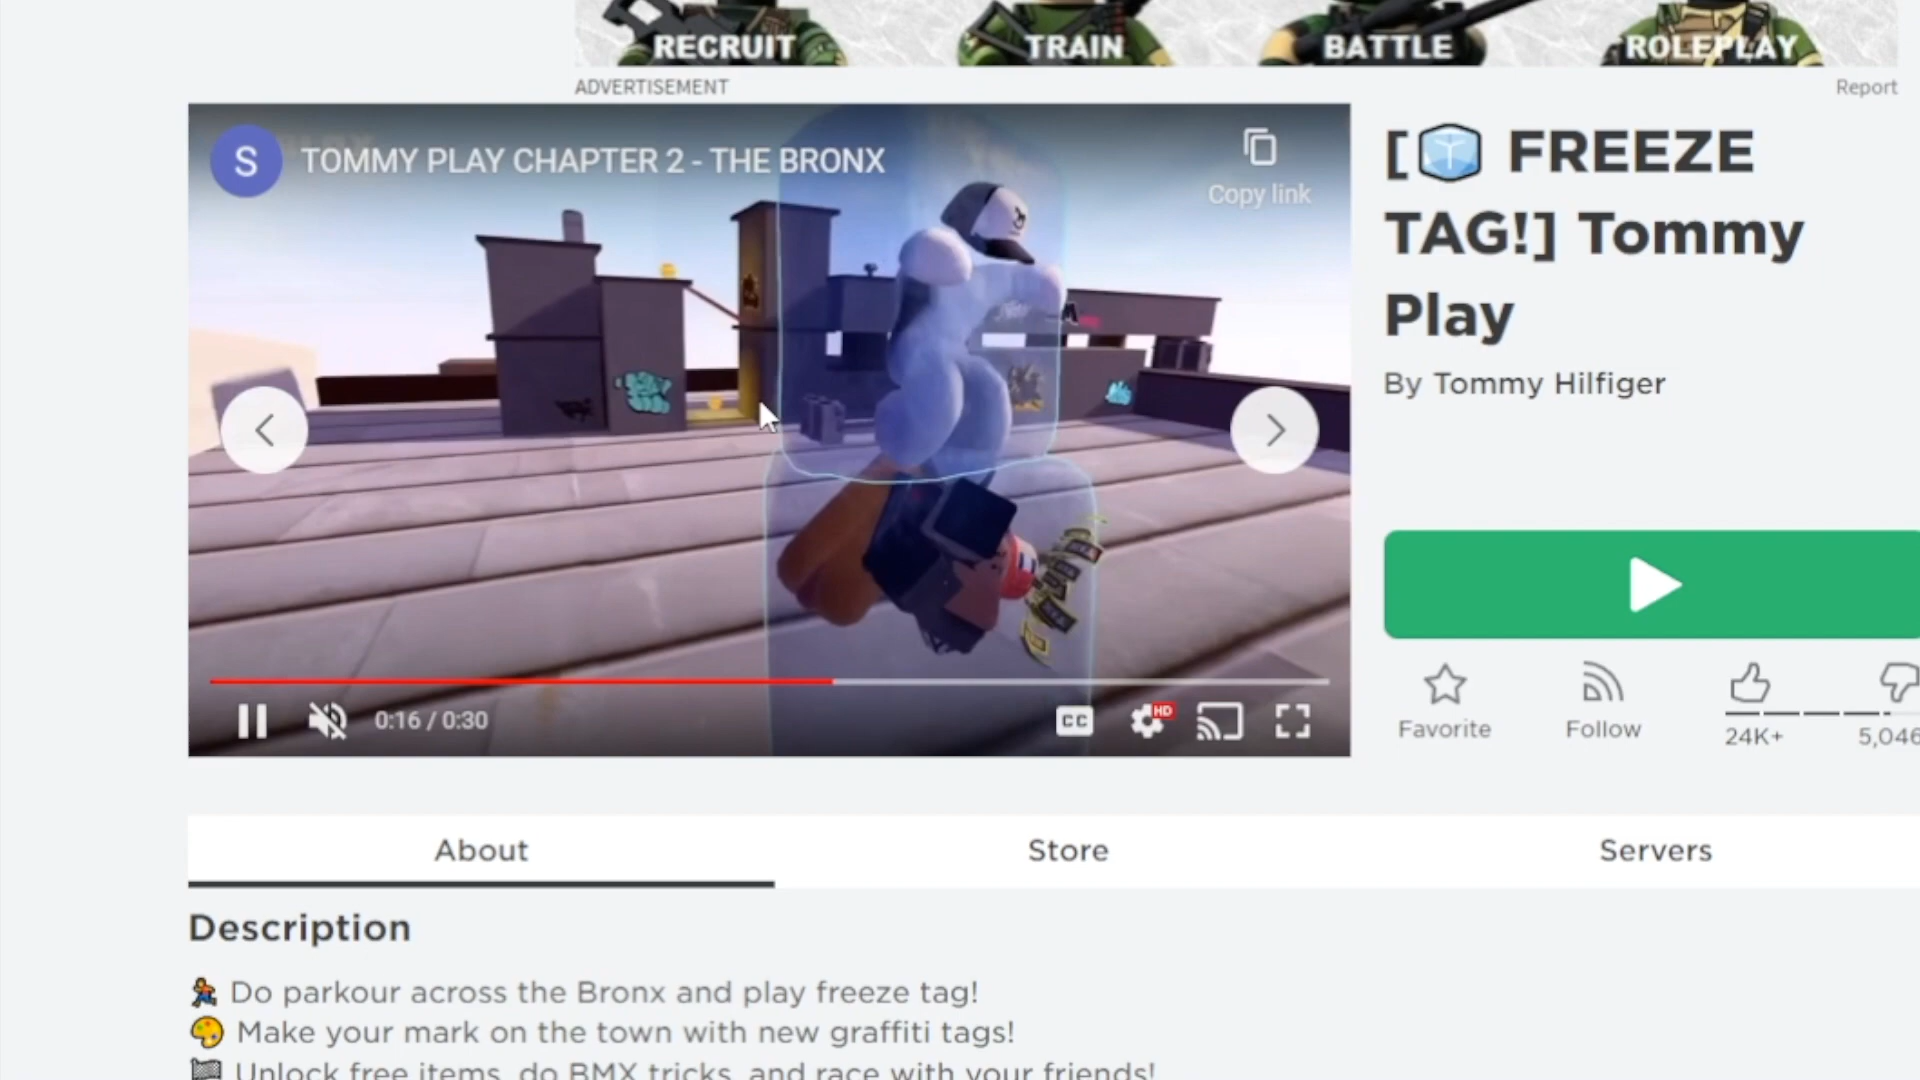 RECRUIT TRAIN BATTLE ROLEPLAY
ADVERTISEMENT Report
S TOMMY PLAY CHAPTER 2 - THE BRONX
Copy link
[ FREEZE
TAG!] Tommy
Play
By Tommy Hilfiger
0:16 / 0:30 CC HD
Favorite Follow 24K+ 5,046
About Store Servers
Description
Do parkour across the Bronx and play freeze tag!
Make your mark on the town with new graffiti tags!
Unlock free items, do BMX tricks, and race with your friends!